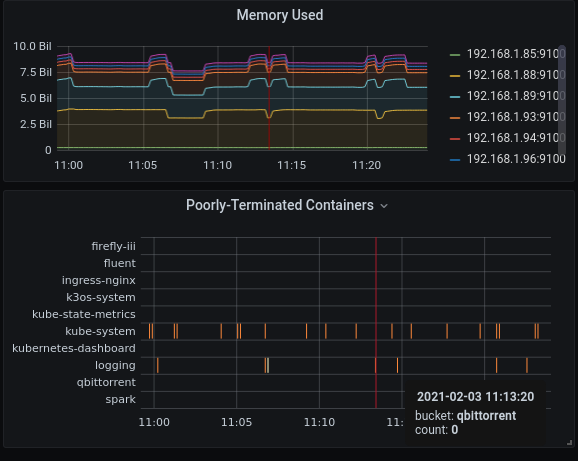 Memory Used
10.0 Bil
7.5 Bil
5.0 Bil
2.5 Bil
0
11:00 11:05 11:10 11:15 11:20
192.168.1.85:9100
192.168.1.88:9100
192.168.1.89:9100
192.168.1.93:9100
192.168.1.94:9100
192.168.1.96:9100
Poorly-Terminated Containers
firefly-iii
fluent
ingress-nginx
k3os-system
kube-state-metrics
kube-system
kubernetes-dashboard
logging
qbittorrent
spark
11:00 11:05 11:10 11:
2021-02-03 11:13:20
bucket: qbittorrent
count: 0